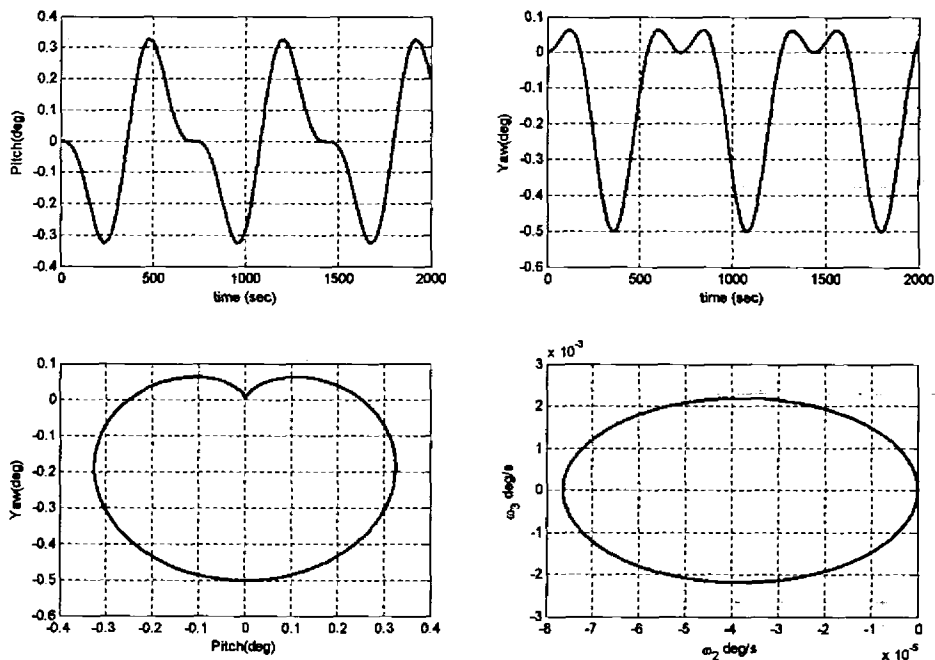 0.4
0.3
0.2
0.1
0
-0.1
-0.2
-0.3
0.4
Pitch(deg)
0 500 1000 1500 2000
time (sec)
0.1
0
-0.1
-0.2
-0.3
-0.4
-0.5
-0.6
Yaw(deg)
0 500 1000 1500 2000
time (sec)
0.1
0
-0.1
-0.2
-0.3
-0.4
-0.5
-0.6
Yaw(deg)
-0.4 -0.3 -0.2 -0.1 0 0.1 0.2 0.3 0.4
Pitch(deg)
x 10⁻³
3
2
1
0
-1
-2
-3
ω₃ deg/s
-8 -7 -6 -5 -4 -3 -2 -1 0
ω₂ deg/s
x 10⁻⁵